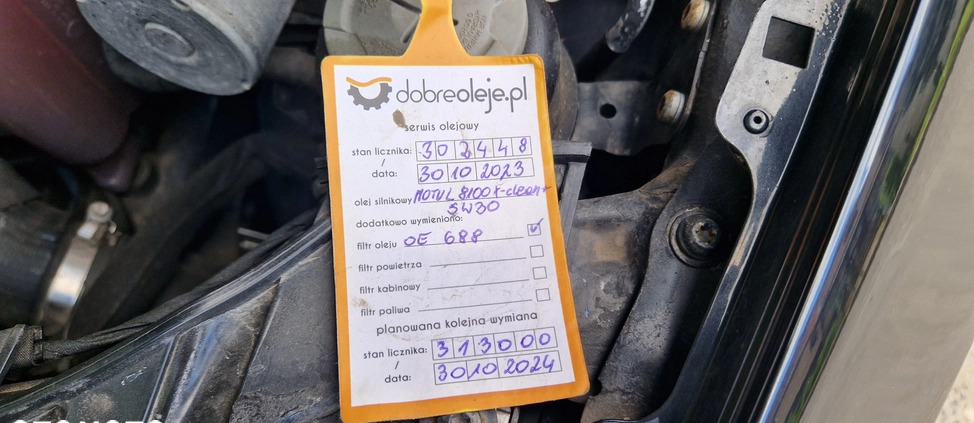 dobreoleje.pl
serwis olejowy
stan licznika: 302448
/
data: 30 10 2023
olej silnikowy MOTUL 8100 X-clean+
5W30
dodatkowo wymieniono:
filtr oleju OE 688
filtr powietrza
filtr kabinowy
filtr paliwa
planowana kolejna wymiana
stan licznika: 313000
/
data: 30 10 2024